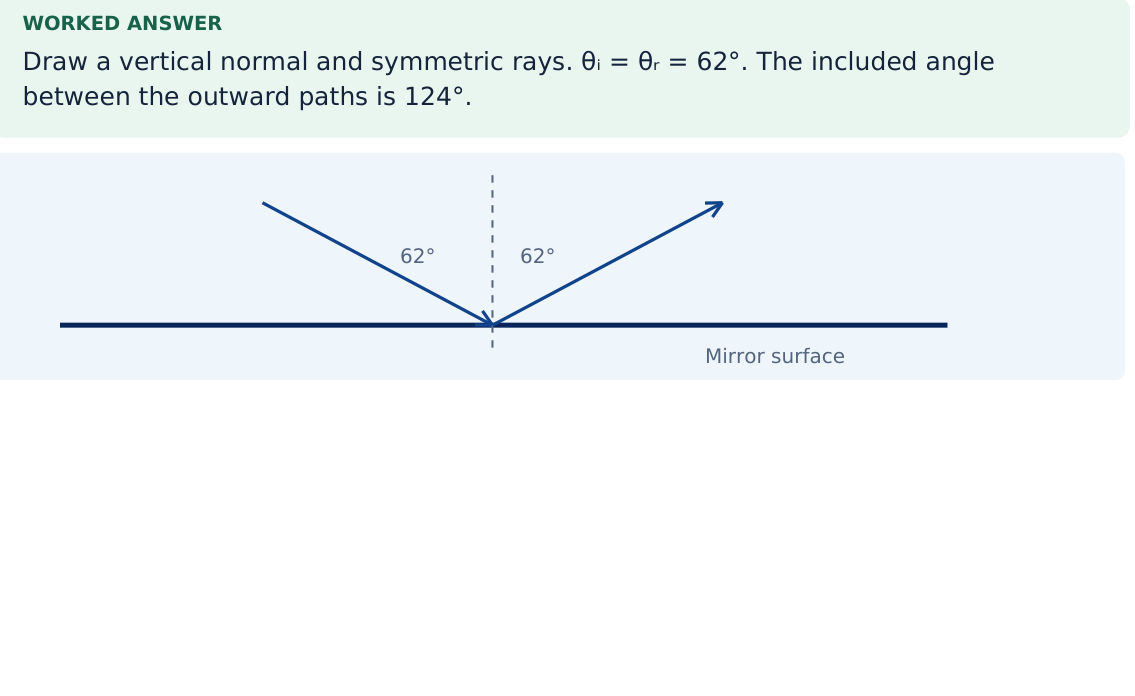 WORKED ANSWER
Draw a vertical normal and symmetric rays. θᵢ = θᵣ = 62°. The included angle
between the outward paths is 124°.
62° 62°
Mirror surface